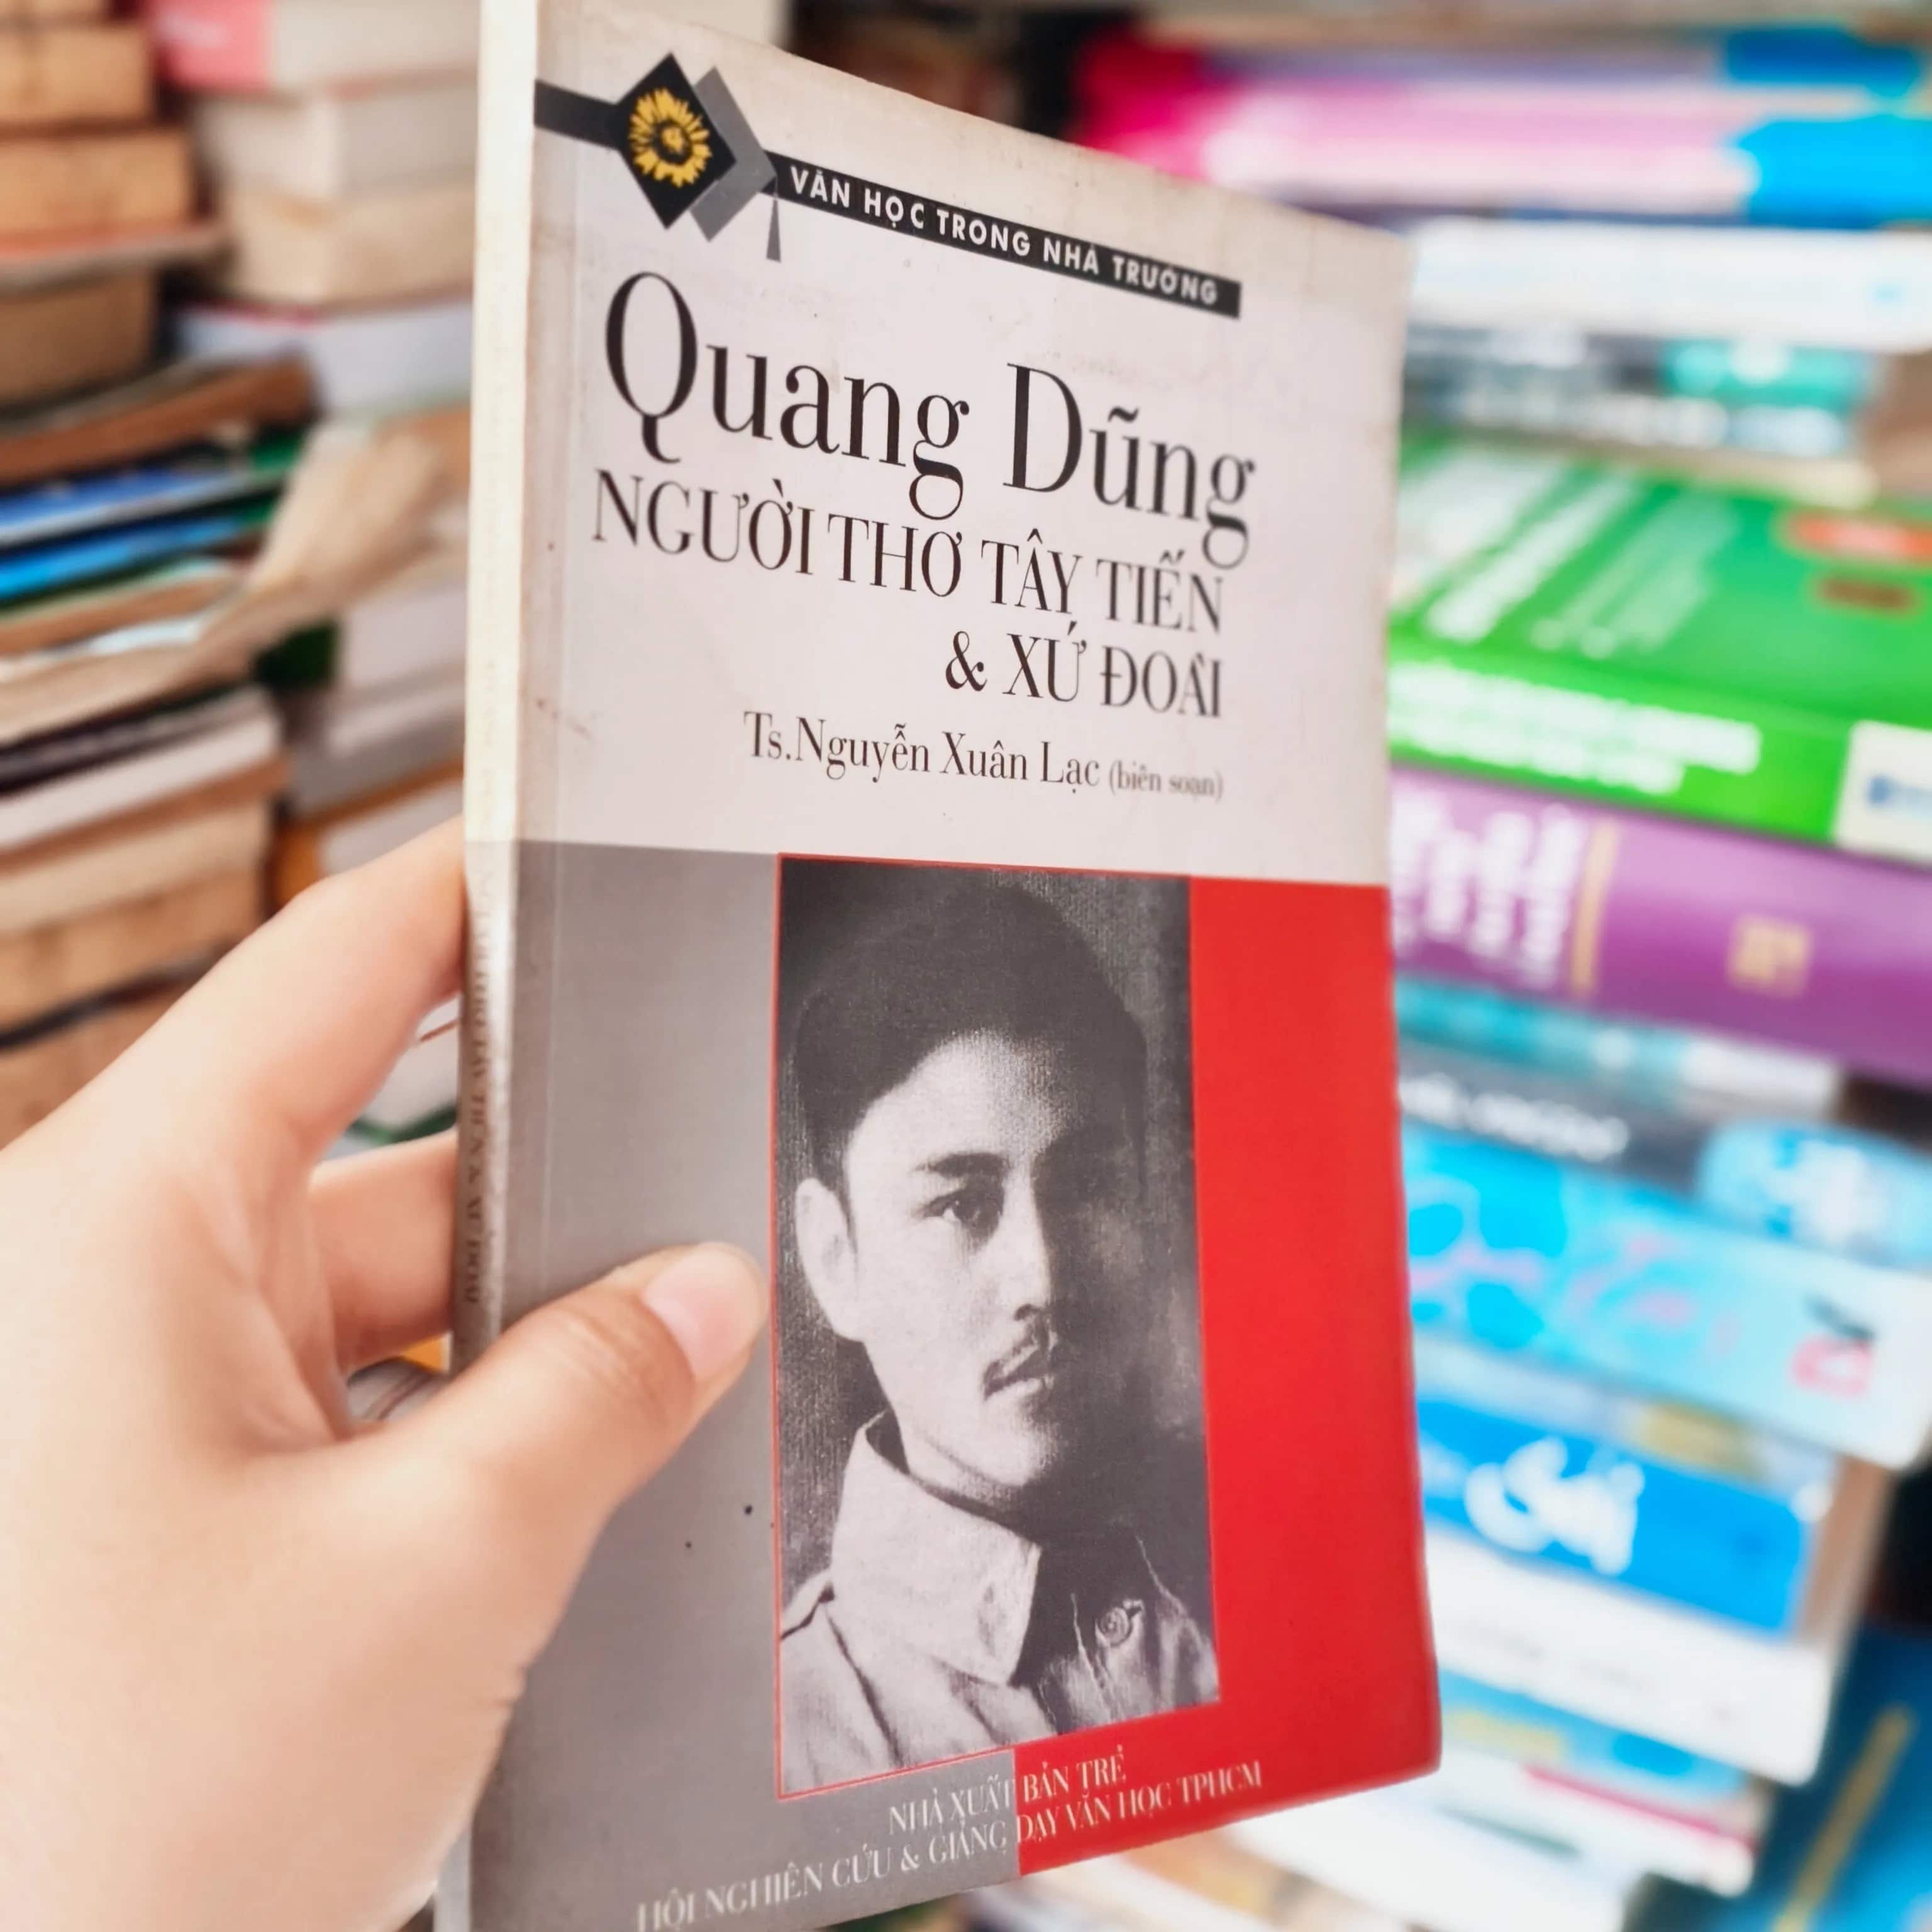 VĂN HỌC TRONG NHÀ TRƯỜNG
Quang Dũng
NGƯỜI THƠ TÂY TIẾN
& XỨ ĐOÀI
Ts.Nguyễn Xuân Lạc (biên soạn)
NHÀ XUẤT BẢN TRẺ
HỘI NGHIÊN CỨU & GIẢNG DẠY VĂN HỌC TPHCM